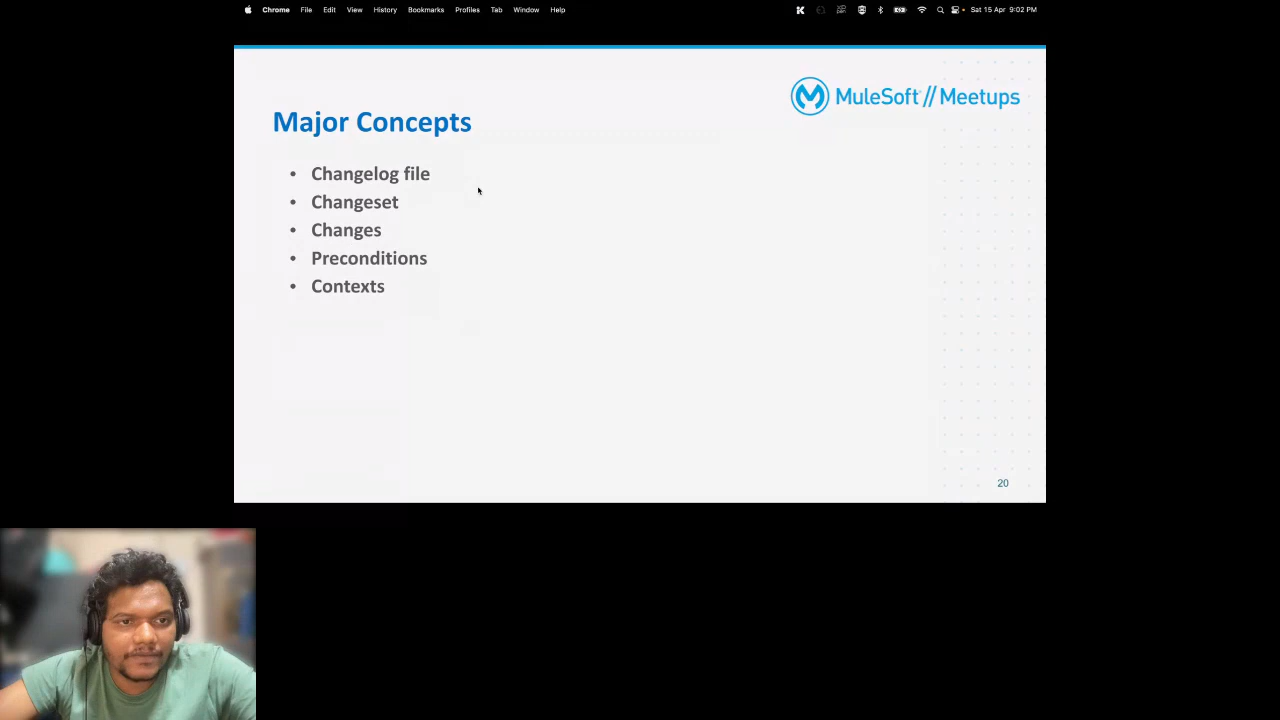 Chrome File Edit View History Bookmarks Profiles Tab Window Help Sat 15 Apr 9:02 PM
MuleSoft // Meetups
Major Concepts
• Changelog file
• Changeset
• Changes
• Preconditions
• Contexts
20